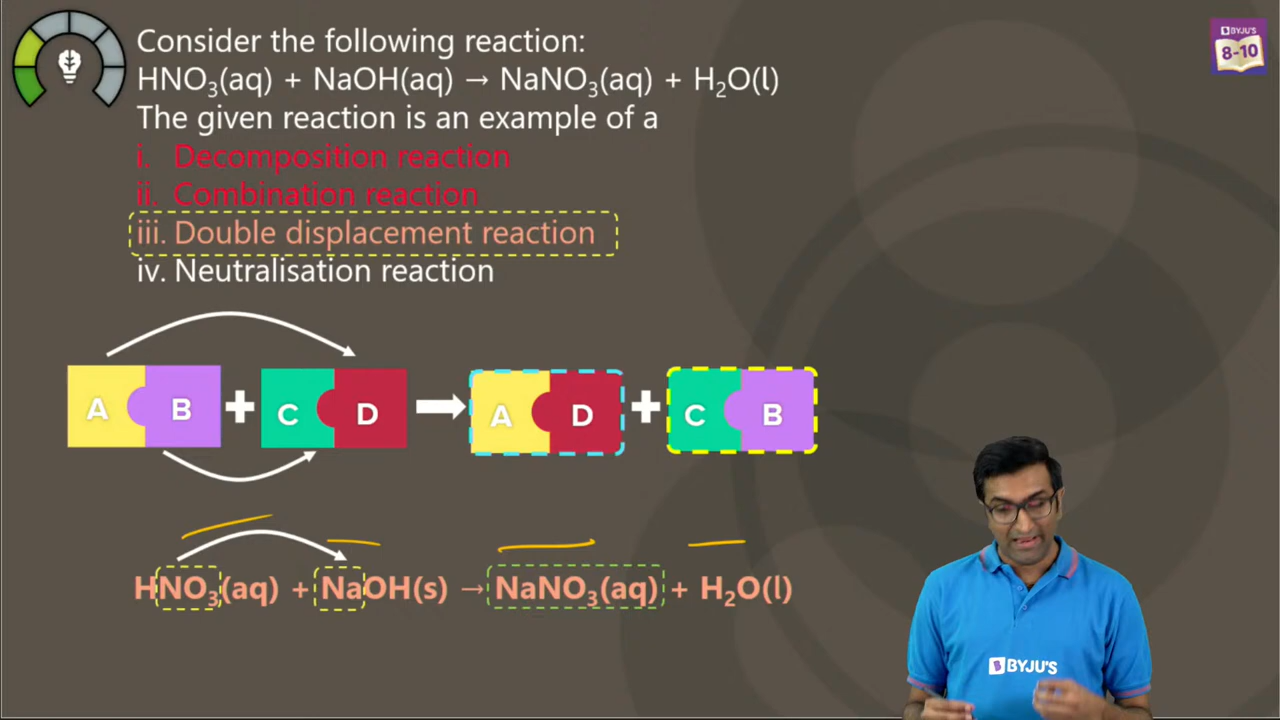 Consider the following reaction:
HNO₃(aq) + NaOH(aq) → NaNO₃(aq) + H₂O(l)
The given reaction is an example of a
i. Decomposition reaction
ii. Combination reaction
iii. Double displacement reaction
iv. Neutralisation reaction
A B + C D A D + C B
HNO₃(aq) + NaOH(s) → NaNO₃(aq) + H₂O(l)
BYJU'S
8-10
BYJU'S